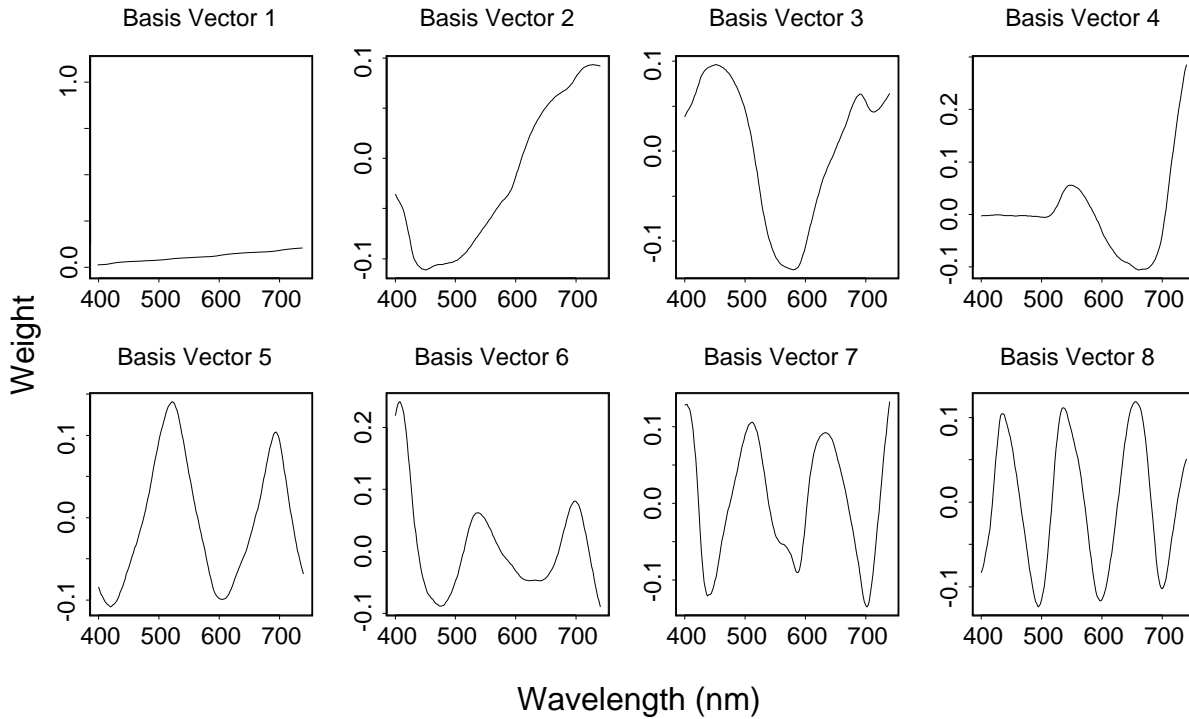 Basis Vector 1
Basis Vector 2
Basis Vector 3
Basis Vector 4
1.0
0.0
400 500 600 700
0.1
0.0
-0.1
400 500 600 700
0.1
0.0
-0.1
400 500 600 700
0.2
0.1
0.0
-0.1
400 500 600 700
Weight
Basis Vector 5
Basis Vector 6
Basis Vector 7
Basis Vector 8
0.1
0.0
-0.1
400 500 600 700
0.2
0.1
0.0
-0.1
400 500 600 700
0.1
0.0
-0.1
400 500 600 700
0.1
0.0
-0.1
400 500 600 700
Wavelength (nm)